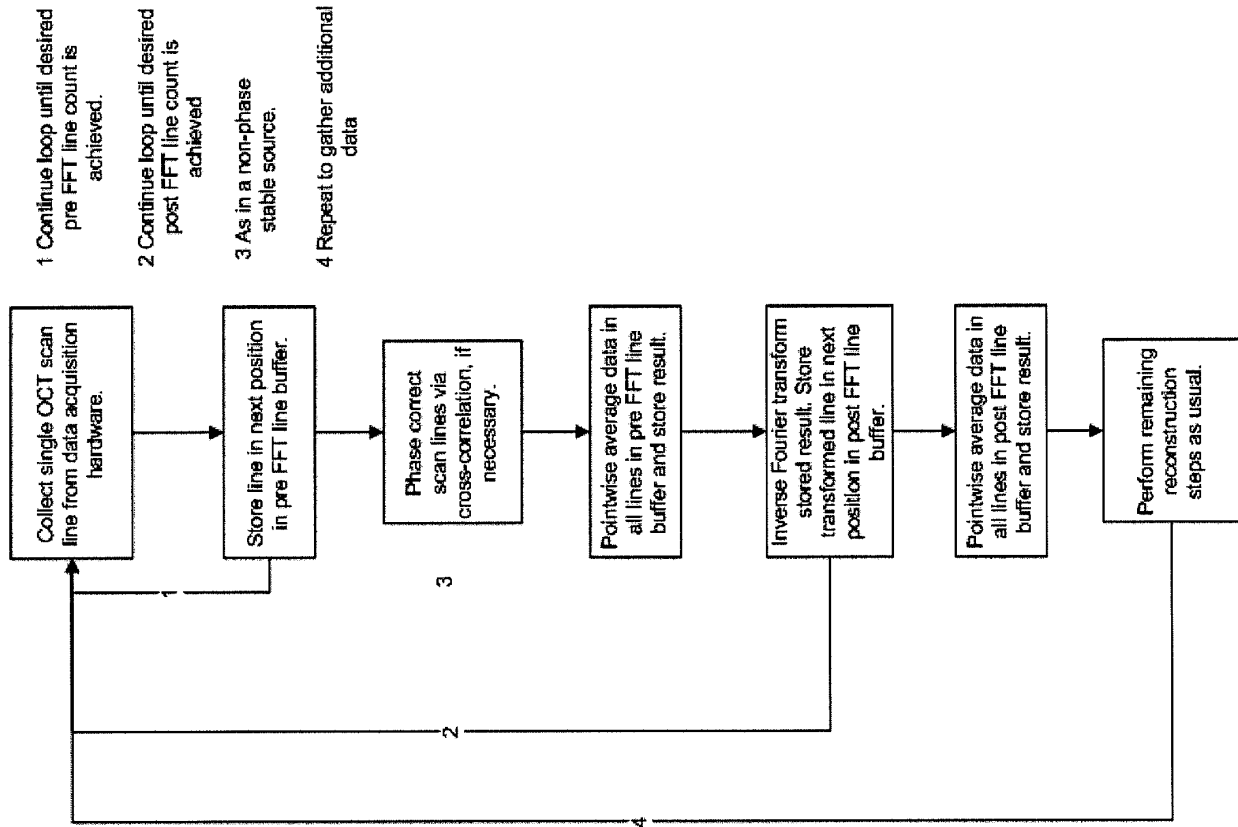 Collect single OCT scan
line from data acquisition
hardware.
Store line in next position
in pre FFT line buffer.
Phase correct
scan lines via
cross-correlation, if
necessary.
Pointwise average data in
all lines in pre FFT line
buffer and store result.
Inverse Fourier transform
stored result. Store
transformed line in next
position in post FFT line
buffer.
Pointwise average data in
all lines in post FFT line
buffer and store result.
Perform remaining
reconstruction
steps as usual.
1
2
3
4
1 Continue loop until desired
pre FFT line count is
achieved.
2 Continue loop until desired
post FFT line count is
achieved
3 As in a non-phase
stable source.
4 Repeat to gather additional
data